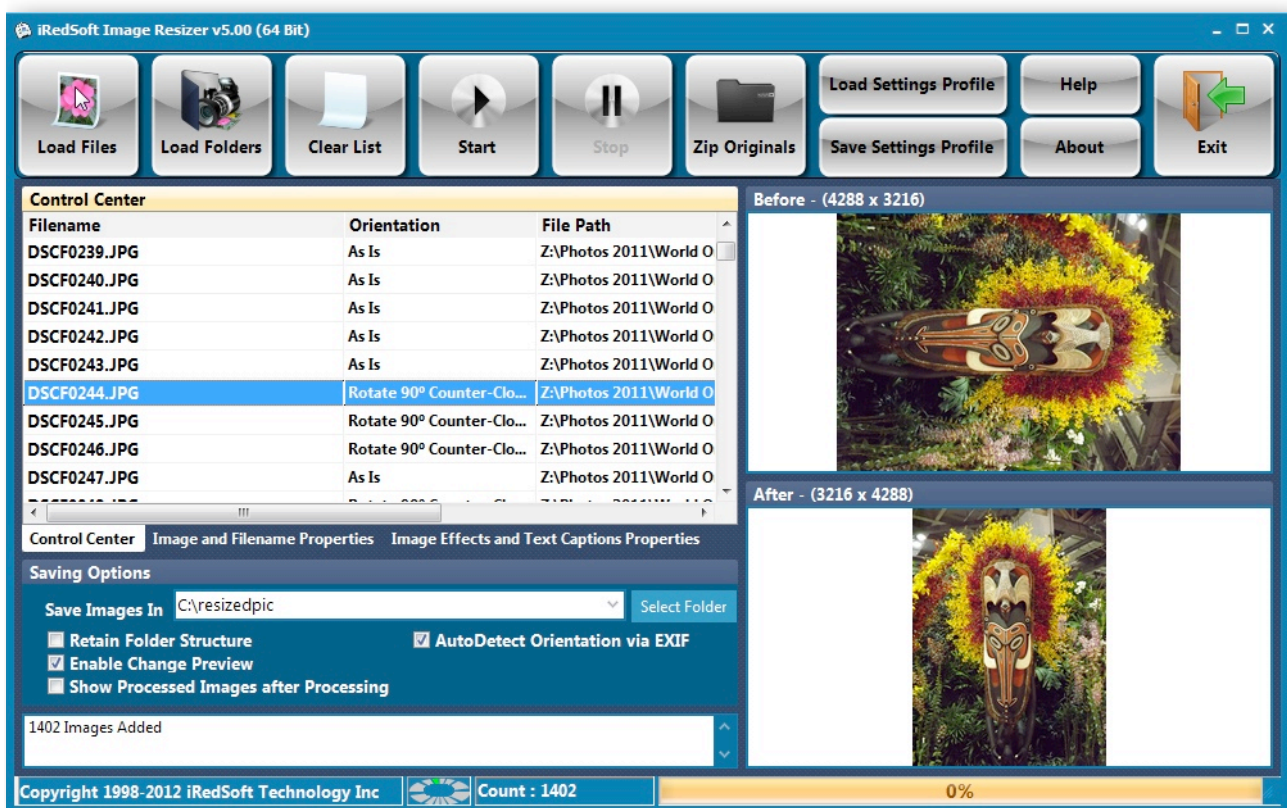 iRedSoft Image Resizer v5.00 (64 Bit)
Load Files
Load Folders
Clear List
Start
Stop
Zip Originals
Load Settings Profile
Save Settings Profile
Help
About
Exit
Control Center
Filename Orientation File Path
DSCF0239.JPG As Is Z:\Photos 2011\World O
DSCF0240.JPG As Is Z:\Photos 2011\World O
DSCF0241.JPG As Is Z:\Photos 2011\World O
DSCF0242.JPG As Is Z:\Photos 2011\World O
DSCF0243.JPG As Is Z:\Photos 2011\World O
DSCF0244.JPG Rotate 90º Counter-Clo... Z:\Photos 2011\World O
DSCF0245.JPG Rotate 90º Counter-Clo... Z:\Photos 2011\World O
DSCF0246.JPG Rotate 90º Counter-Clo... Z:\Photos 2011\World O
DSCF0247.JPG As Is Z:\Photos 2011\World O
Control Center Image and Filename Properties Image Effects and Text Captions Properties
Saving Options
Save Images In C:\resizedpic Select Folder
Retain Folder Structure AutoDetect Orientation via EXIF
Enable Change Preview
Show Processed Images after Processing
1402 Images Added
Before - (4288 x 3216)
After - (3216 x 4288)
Copyright 1998-2012 iRedSoft Technology Inc Count : 1402 0%